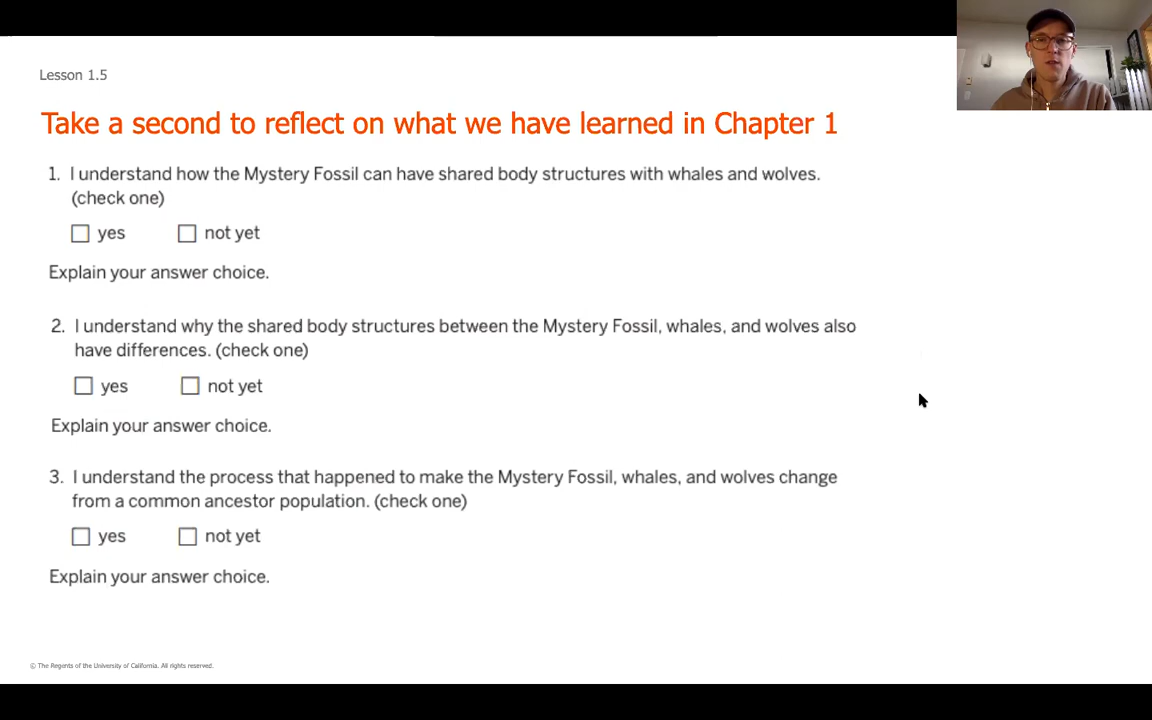 Lesson 1.5
Take a second to reflect on what we have learned in Chapter 1
1. I understand how the Mystery Fossil can have shared body structures with whales and wolves.
(check one)
yes not yet
Explain your answer choice.
2. I understand why the shared body structures between the Mystery Fossil, whales, and wolves also
have differences. (check one)
yes not yet
Explain your answer choice.
3. I understand the process that happened to make the Mystery Fossil, whales, and wolves change
from a common ancestor population. (check one)
yes not yet
Explain your answer choice.
© The Regents of the University of California. All rights reserved.